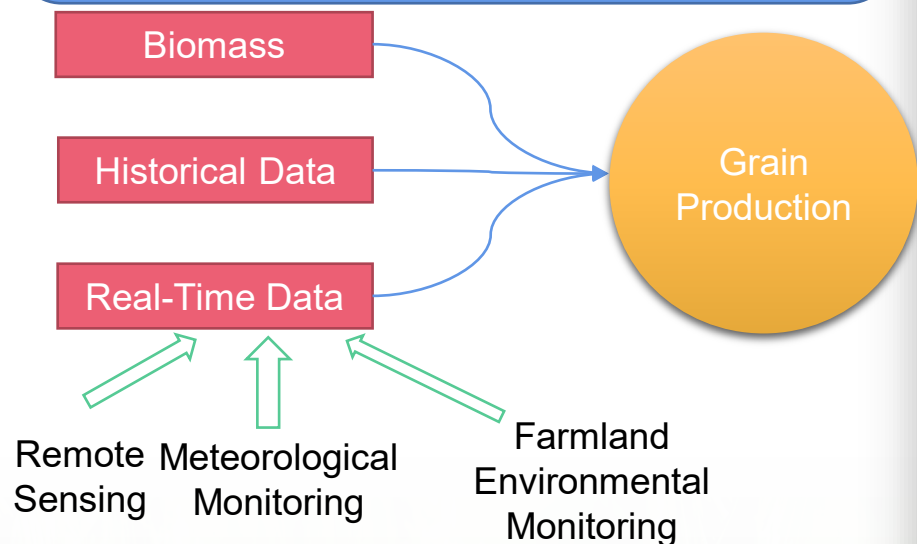 Biomass
Historical Data
Real-Time Data
Grain
Production
Remote
Sensing
Meteorological
Monitoring
Farmland
Environmental
Monitoring